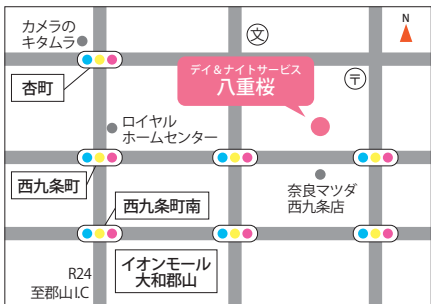 カメラの
キタムラ
N
文
デイ&ナイトサービス
八重桜
〒
杏町
ロイヤル
ホームセンター
西九条町
奈良マツダ
西九条店
西九条町南
イオンモール
大和郡山
R24
至郡山I.C